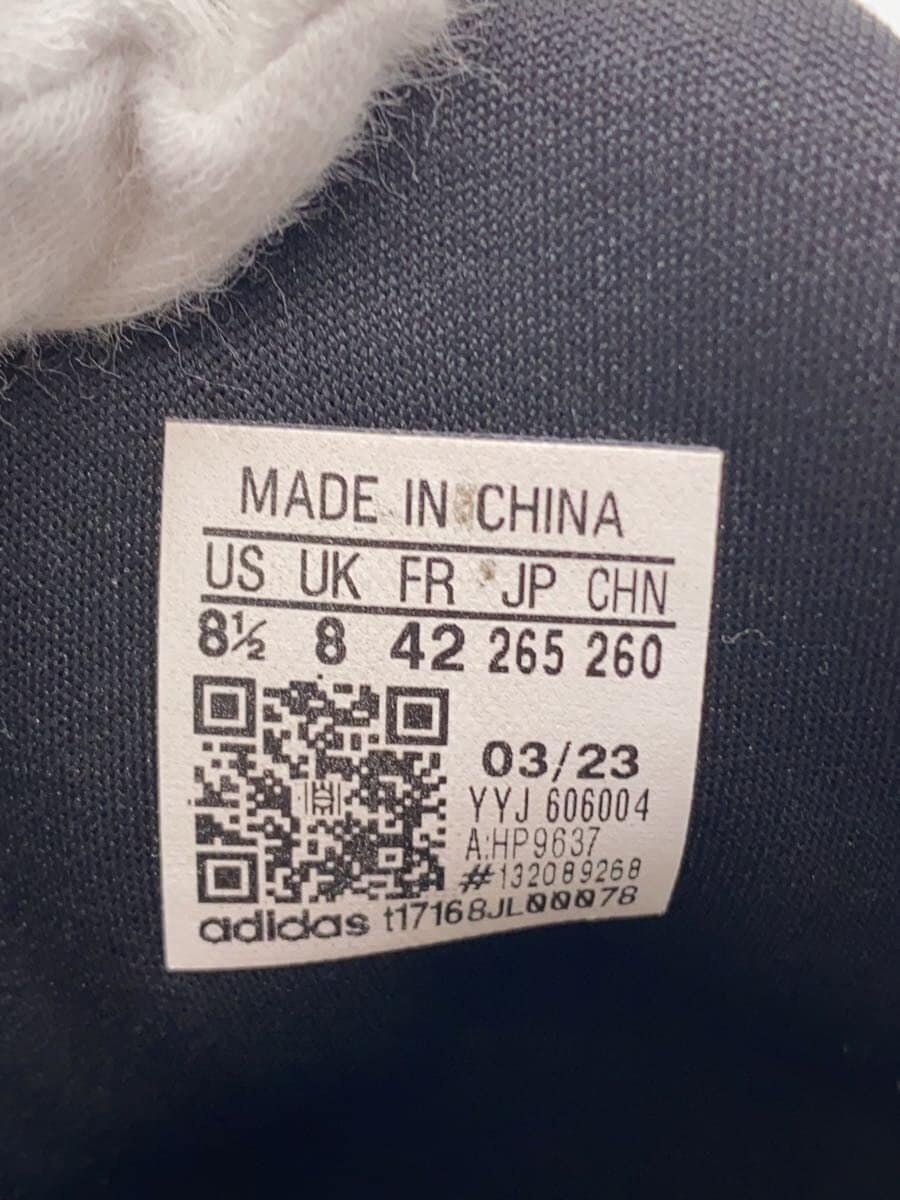 MADE IN CHINA
US UK FR JP CHN
8½ 8 42 265 260
03/23
YYJ 606004
A:HP9637
#132089268
adidas t17168JL00078